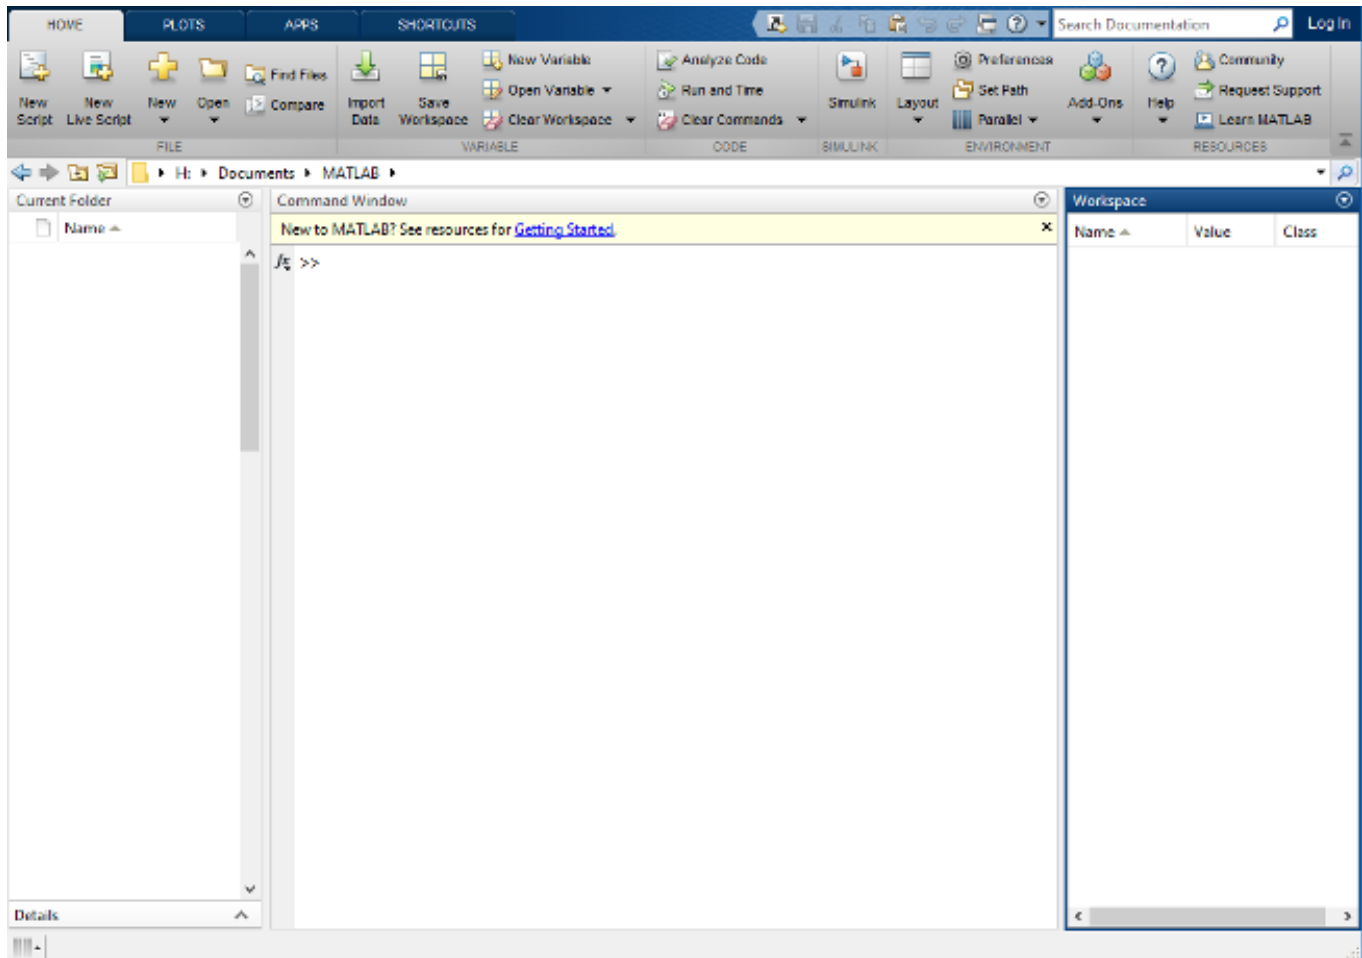 HOME PLOTS APPS SHORTCUTS Search Documentation Log In
New Script
New Live Script
New
Open
Find Files
Compare
Import Data
Save Workspace
New Variable
Open Variable
Clear Workspace
Analyze Code
Run and Time
Clear Commands
Simulink
Layout
Preferences
Set Path
Parallel
Add-Ons
Help
Community
Request Support
Learn MATLAB
FILE VARIABLE CODE SIMULINK ENVIRONMENT RESOURCES
H: Documents MATLAB
Current Folder
Name
Command Window
New to MATLAB? See resources for Getting Started.
fx >>
Workspace
Name Value Class
Details